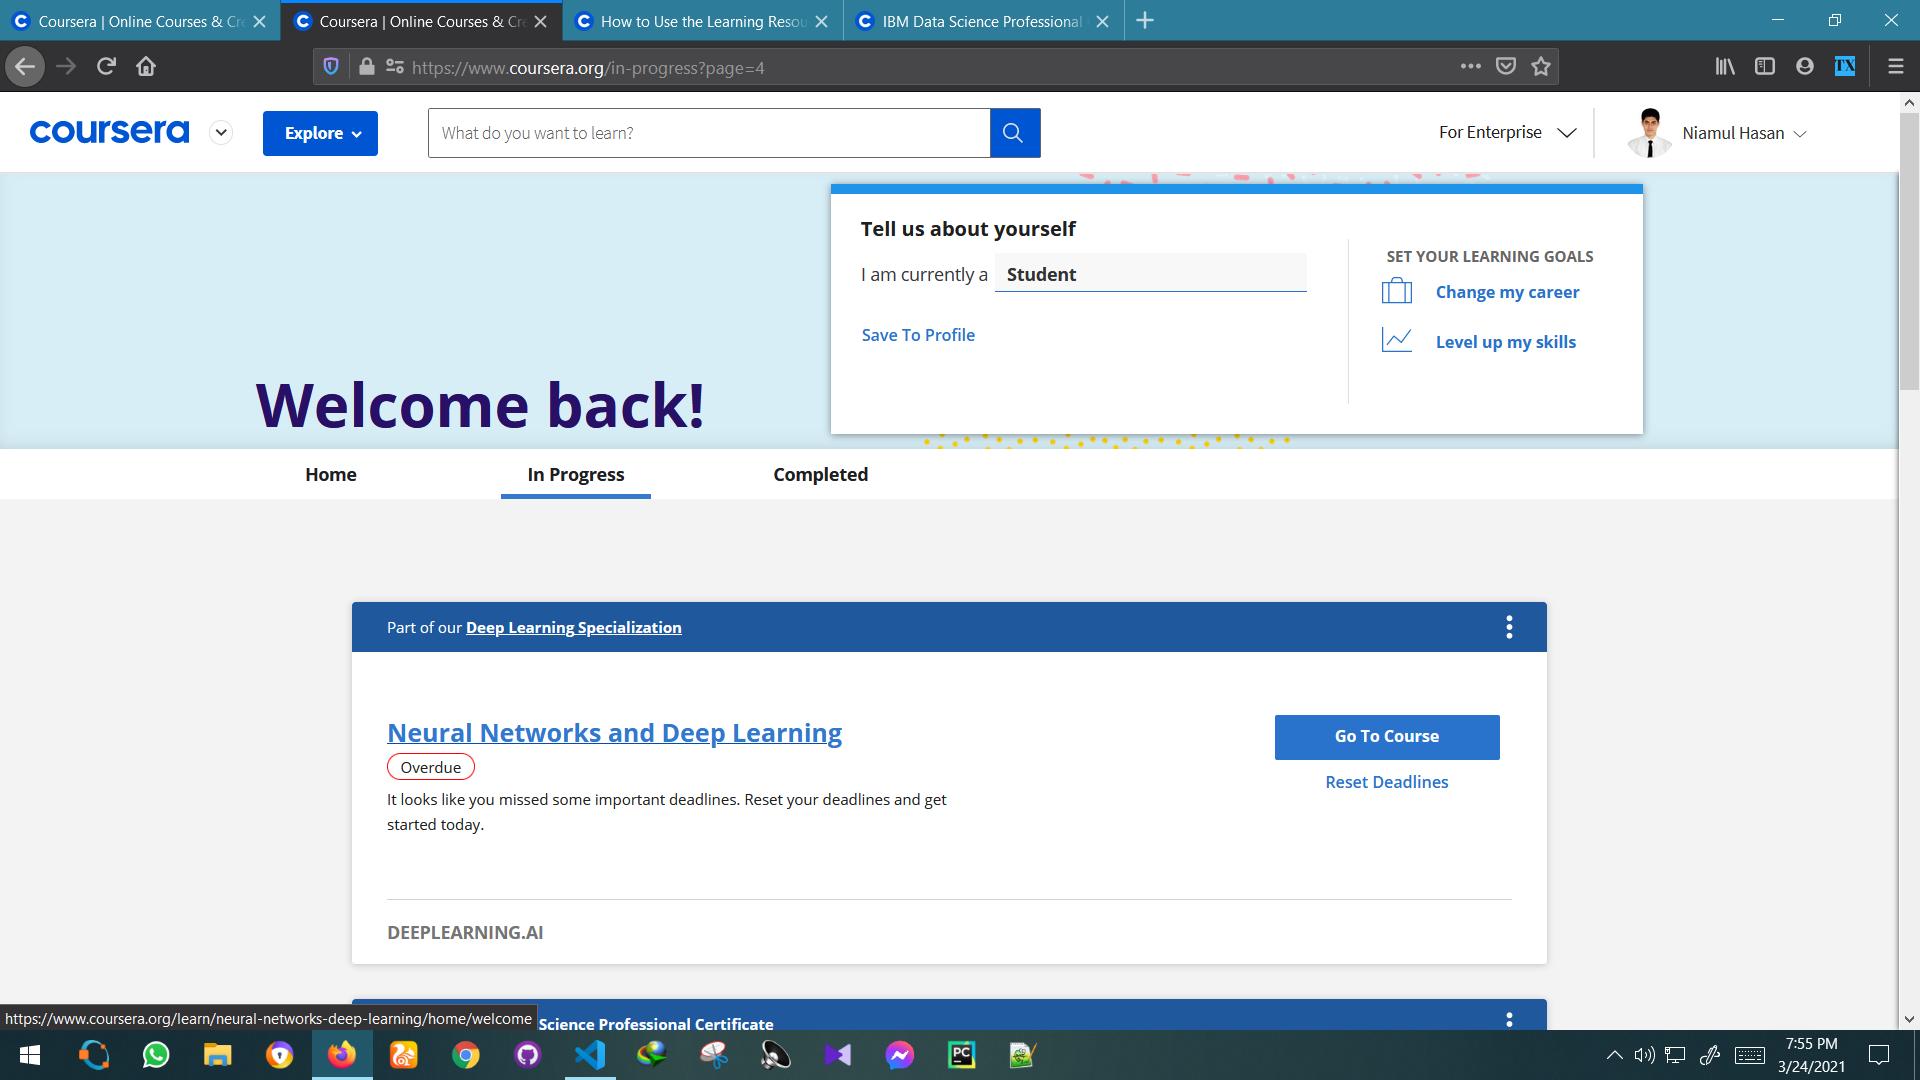 Coursera | Online Courses & Cre
Coursera | Online Courses & Cre
How to Use the Learning Resou
IBM Data Science Professional
https://www.coursera.org/in-progress?page=4
TX
coursera
Explore
What do you want to learn?
For Enterprise
Niamul Hasan
Tell us about yourself
I am currently a Student
Save To Profile
SET YOUR LEARNING GOALS
Change my career
Level up my skills
Welcome back!
Home
In Progress
Completed
Part of our Deep Learning Specialization
Neural Networks and Deep Learning
Overdue
It looks like you missed some important deadlines. Reset your deadlines and get
started today.
Go To Course
Reset Deadlines
DEEPLEARNING.AI
https://www.coursera.org/learn/neural-networks-deep-learning/home/welcome
Science Professional Certificate
PC
7:55 PM
3/24/2021